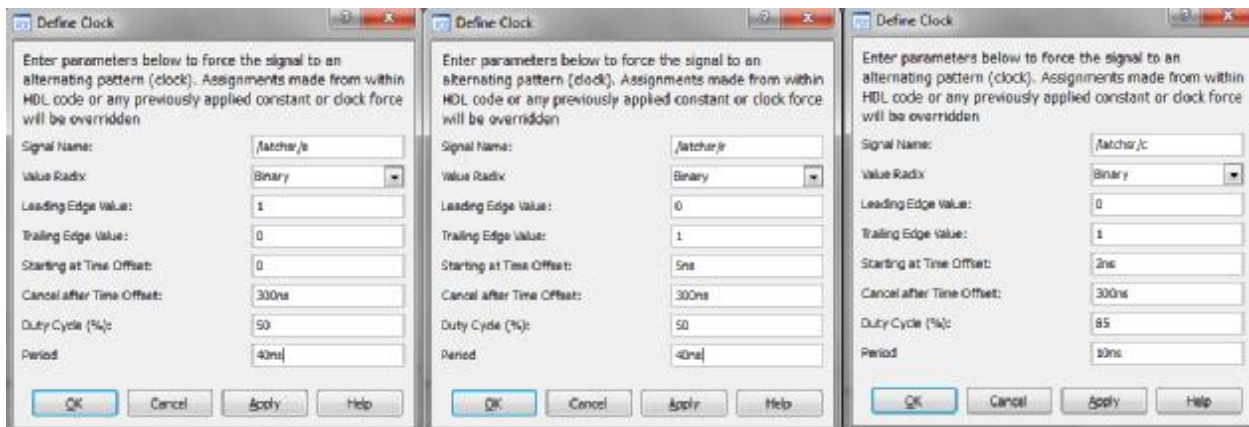 Define Clock
Enter parameters below to force the signal to an
alternating pattern (clock). Assignments made from within
HDL code or any previously applied constant or clock force
will be overridden
Signal Name:
Value Radix
Binary
Leading Edge Value:
1
Trailing Edge Value:
0
Starting at Time Offset:
0
Cancel after Time Offset:
300ns
Duty Cycle (%):
50
Period
40ns
OK Cancel Apply Help
Define Clock
Enter parameters below to force the signal to an
alternating pattern (clock). Assignments made from within
HDL code or any previously applied constant or clock force
will be overridden
Signal Name:
Value Radix
Binary
Leading Edge Value:
0
Trailing Edge Value:
1
Starting at Time Offset:
5ns
Cancel after Time Offset:
300ns
Duty Cycle (%):
50
Period
40ns
OK Cancel Apply Help
Define Clock
Enter parameters below to force the signal to an
alternating pattern (clock). Assignments made from within
HDL code or any previously applied constant or clock force
will be overridden
Signal Name:
/latchsr/c
Value Radix
Binary
Leading Edge Value:
0
Trailing Edge Value:
1
Starting at Time Offset:
2ns
Cancel after Time Offset:
300ns
Duty Cycle (%):
85
Period
10ns
OK Cancel Apply Help